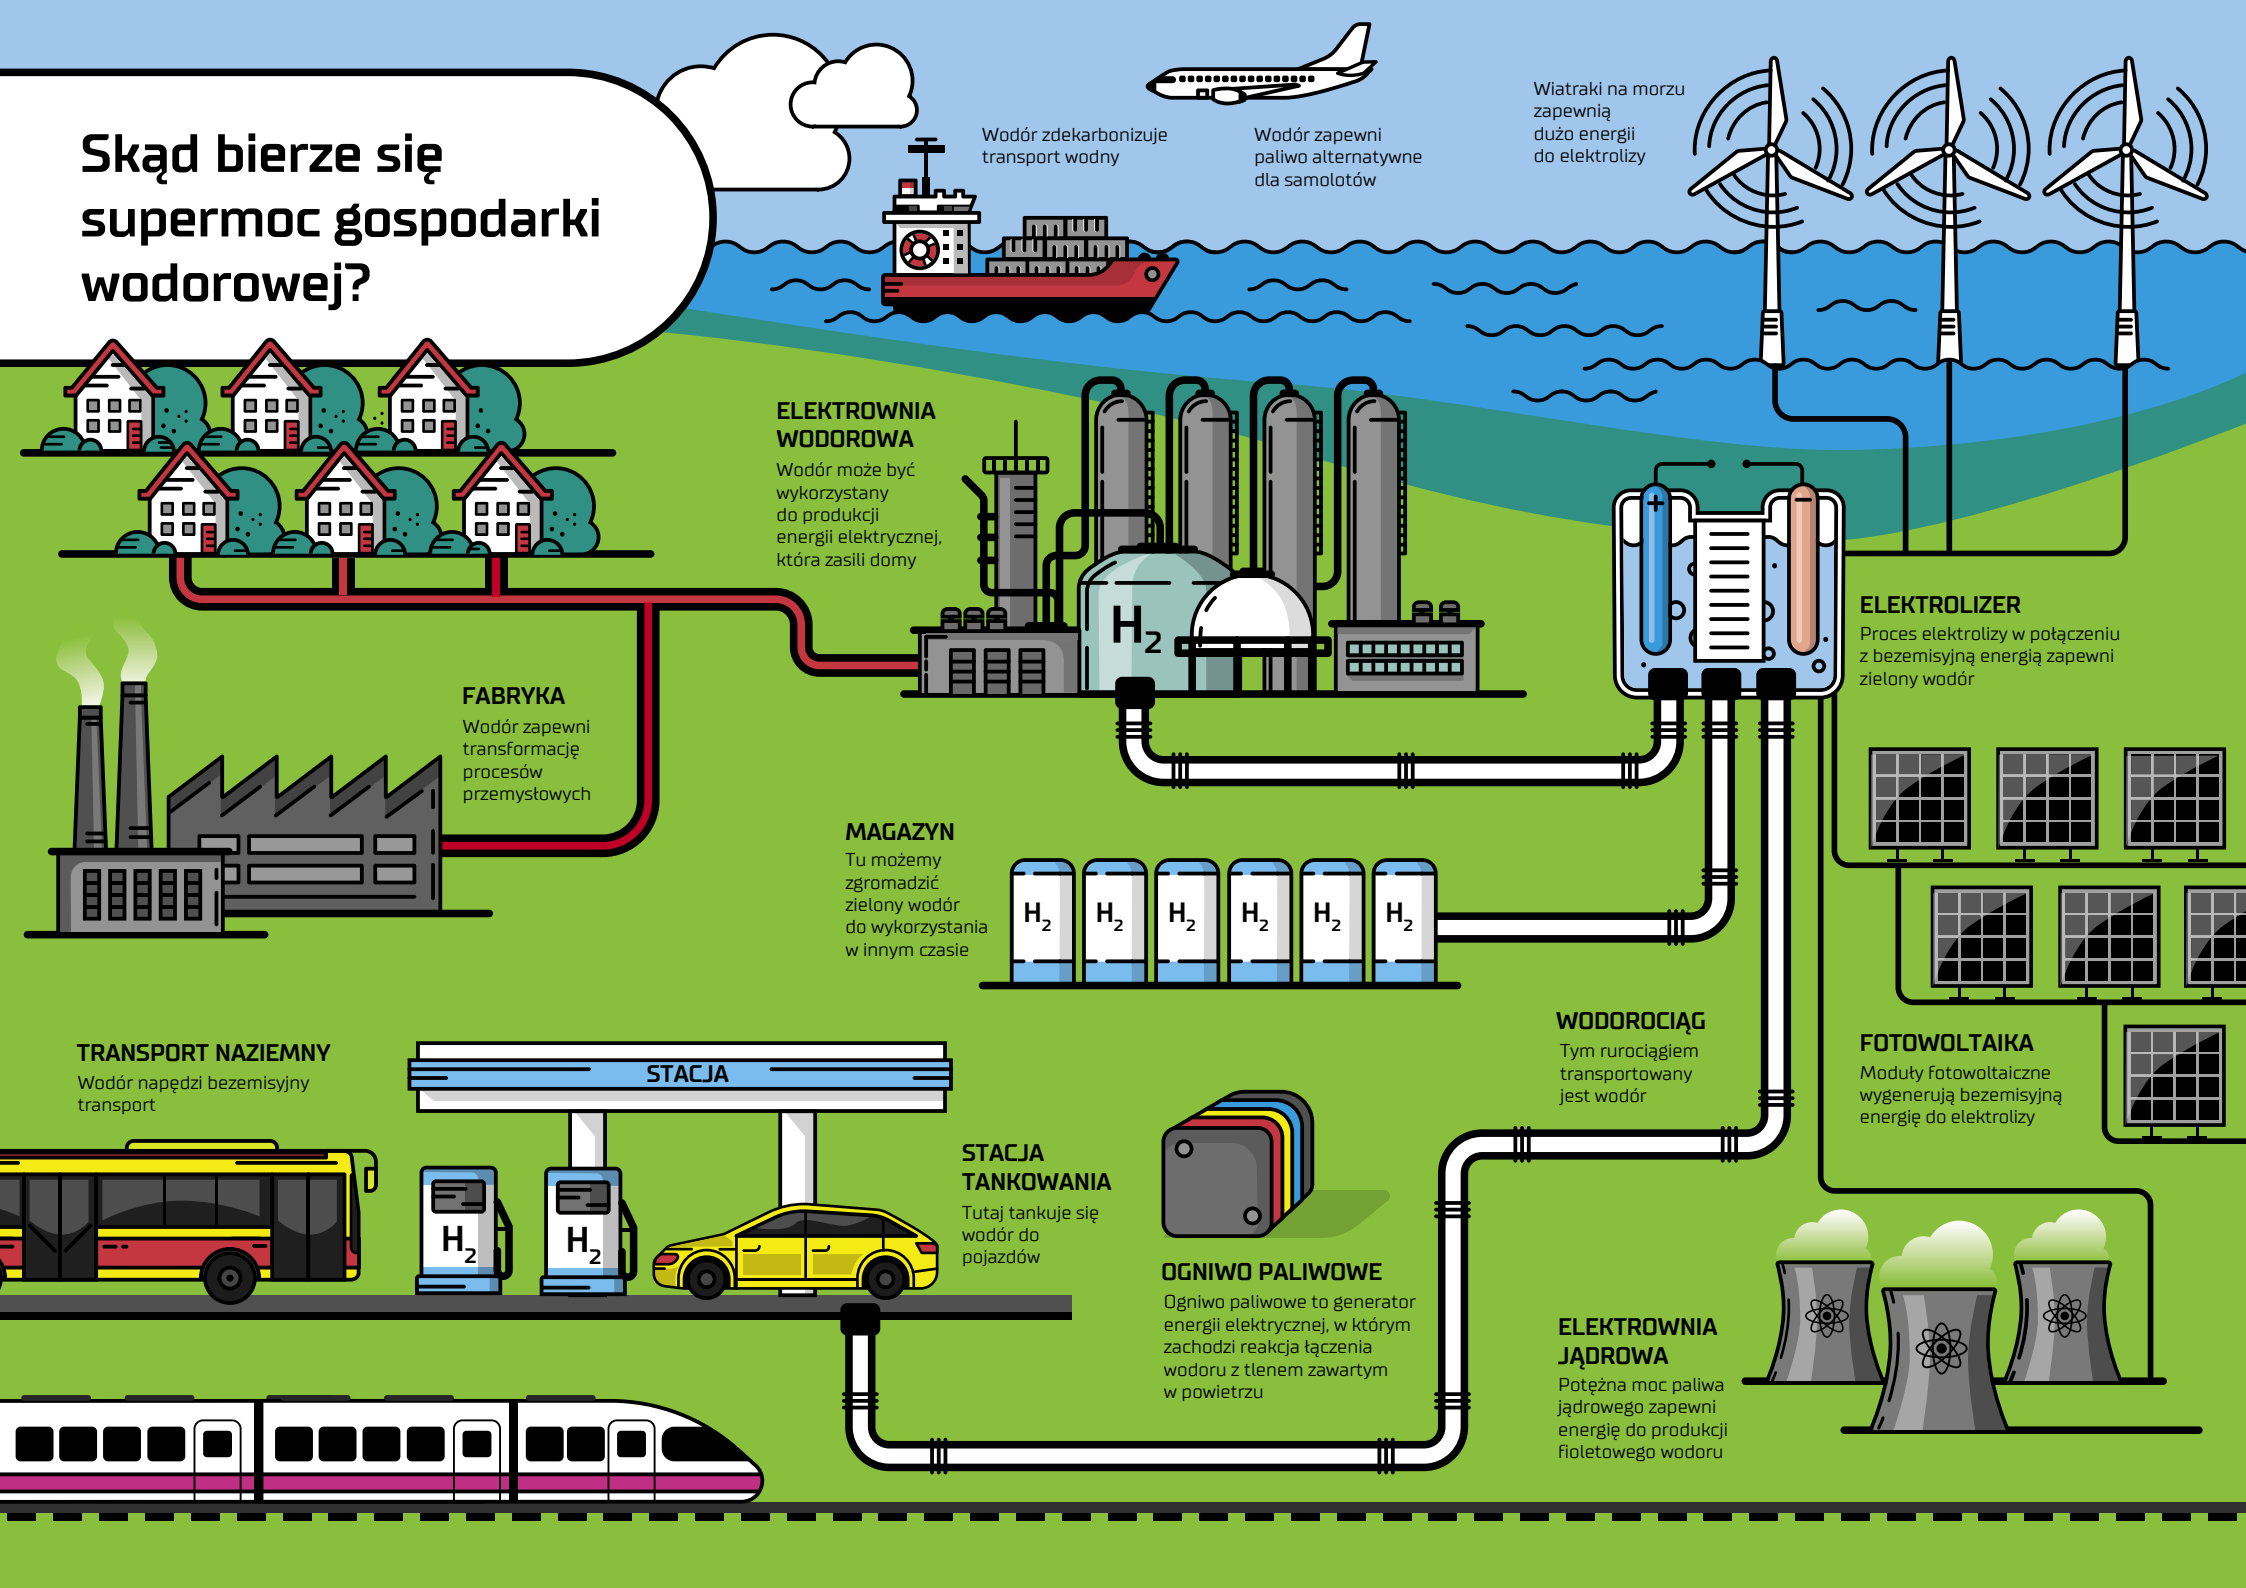 Skąd bierze się
supermoc gospodarki
wodorowej?
Wodór zdekarbonizuje
transport wodny
Wodór zapewni
paliwo alternatywne
dla samolotów
Wiatraki na morzu
zapewnią
dużo energii
do elektrolizy
ELEKTROWNIA
WODOROWA
Wodór może być
wykorzystany
do produkcji
energii elektrycznej,
która zasili domy
H2
+
−
ELEKTROLIZER
Proces elektrolizy w połączeniu
z bezemisyjną energią zapewni
zielony wodór
FABRYKA
Wodór zapewni
transformację
procesów
przemysłowych
MAGAZYN
Tu możemy
zgromadzić
zielony wodór
do wykorzystania
w innym czasie
H2 H2 H2 H2 H2 H2
WODOROCIĄG
Tym rurociągiem
transportowany
jest wodór
FOTOWOLTAIKA
Moduły fotowoltaiczne
wygenerują bezemisyjną
energię do elektrolizy
TRANSPORT NAZIEMNY
Wodór napędzi bezemisyjny
transport
STACJA
H2 H2
STACJA
TANKOWANIA
Tutaj tankuje się
wodór do
pojazdów
OGNIWO PALIWOWE
Ogniwo paliwowe to generator
energii elektrycznej, w którym
zachodzi reakcja łączenia
wodoru z tlenem zawartym
w powietrzu
ELEKTROWNIA
JĄDROWA
Potężna moc paliwa
jądrowego zapewni
energię do produkcji
fioletowego wodoru